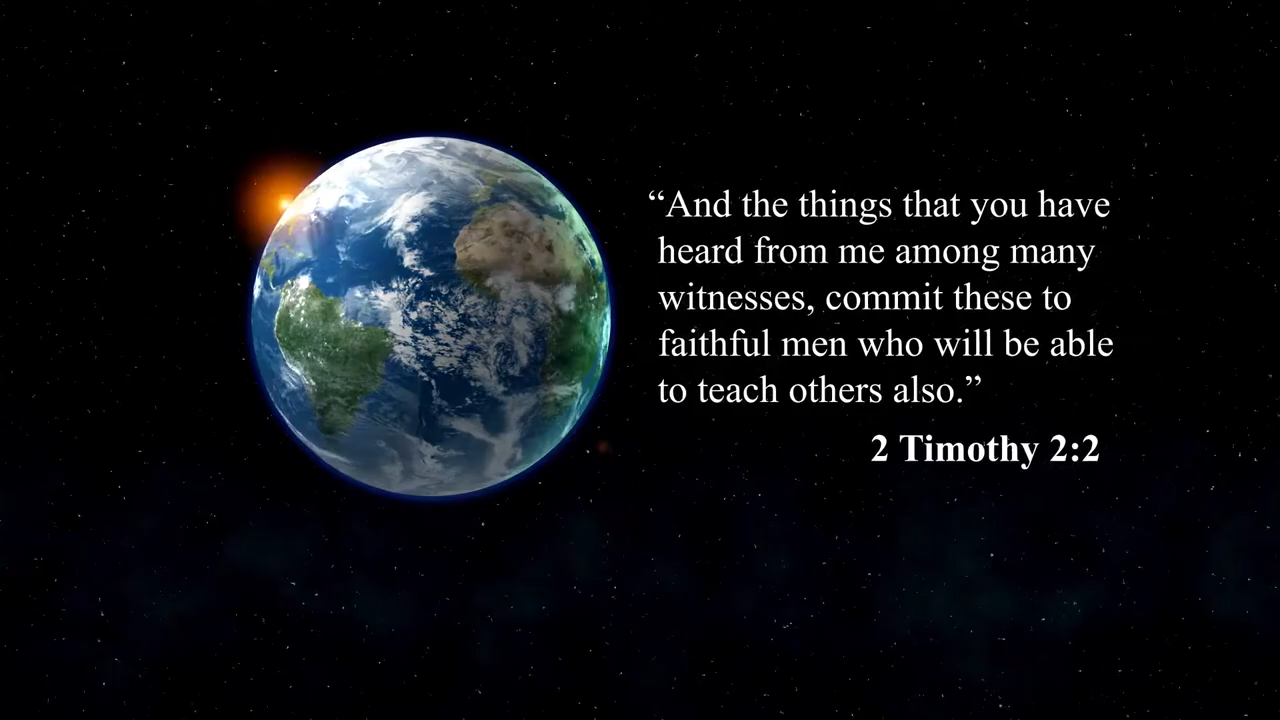 “And the things that you have
heard from me among many
witnesses, commit these to
faithful men who will be able
to teach others also.”
2 Timothy 2:2